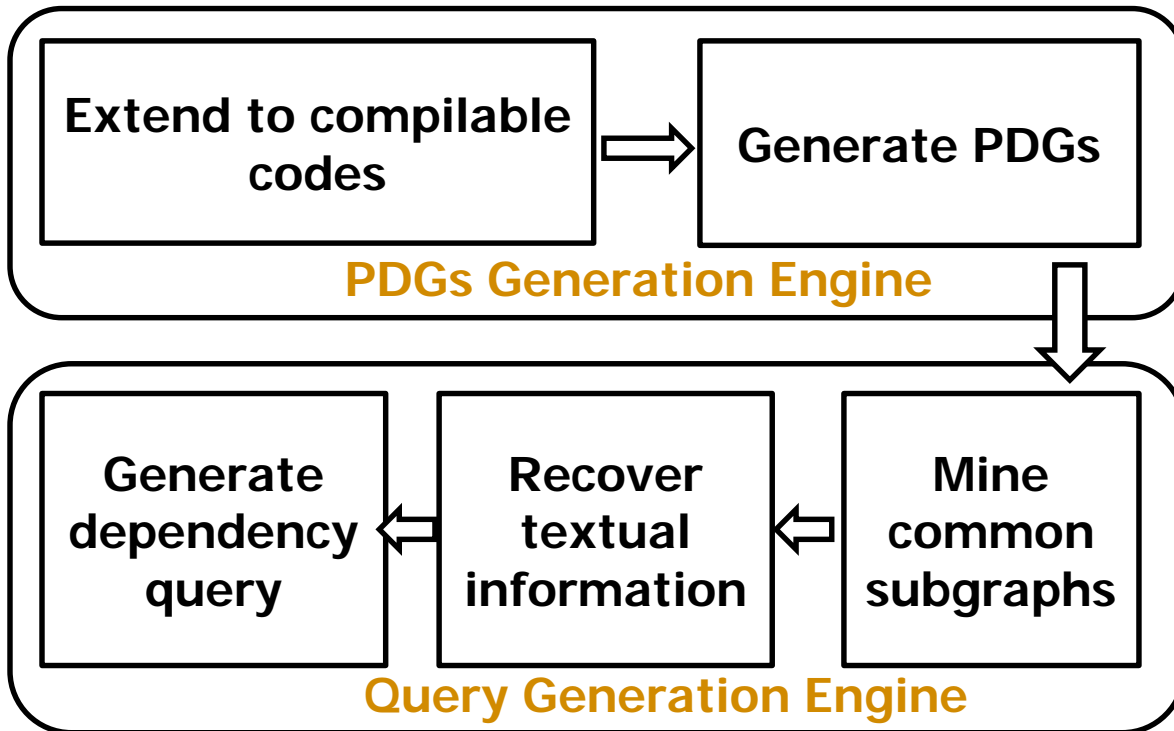 Extend to compilable
codes
Generate PDGs
PDGs Generation Engine
Generate
dependency
query
Recover
textual
information
Mine
common
subgraphs
Query Generation Engine